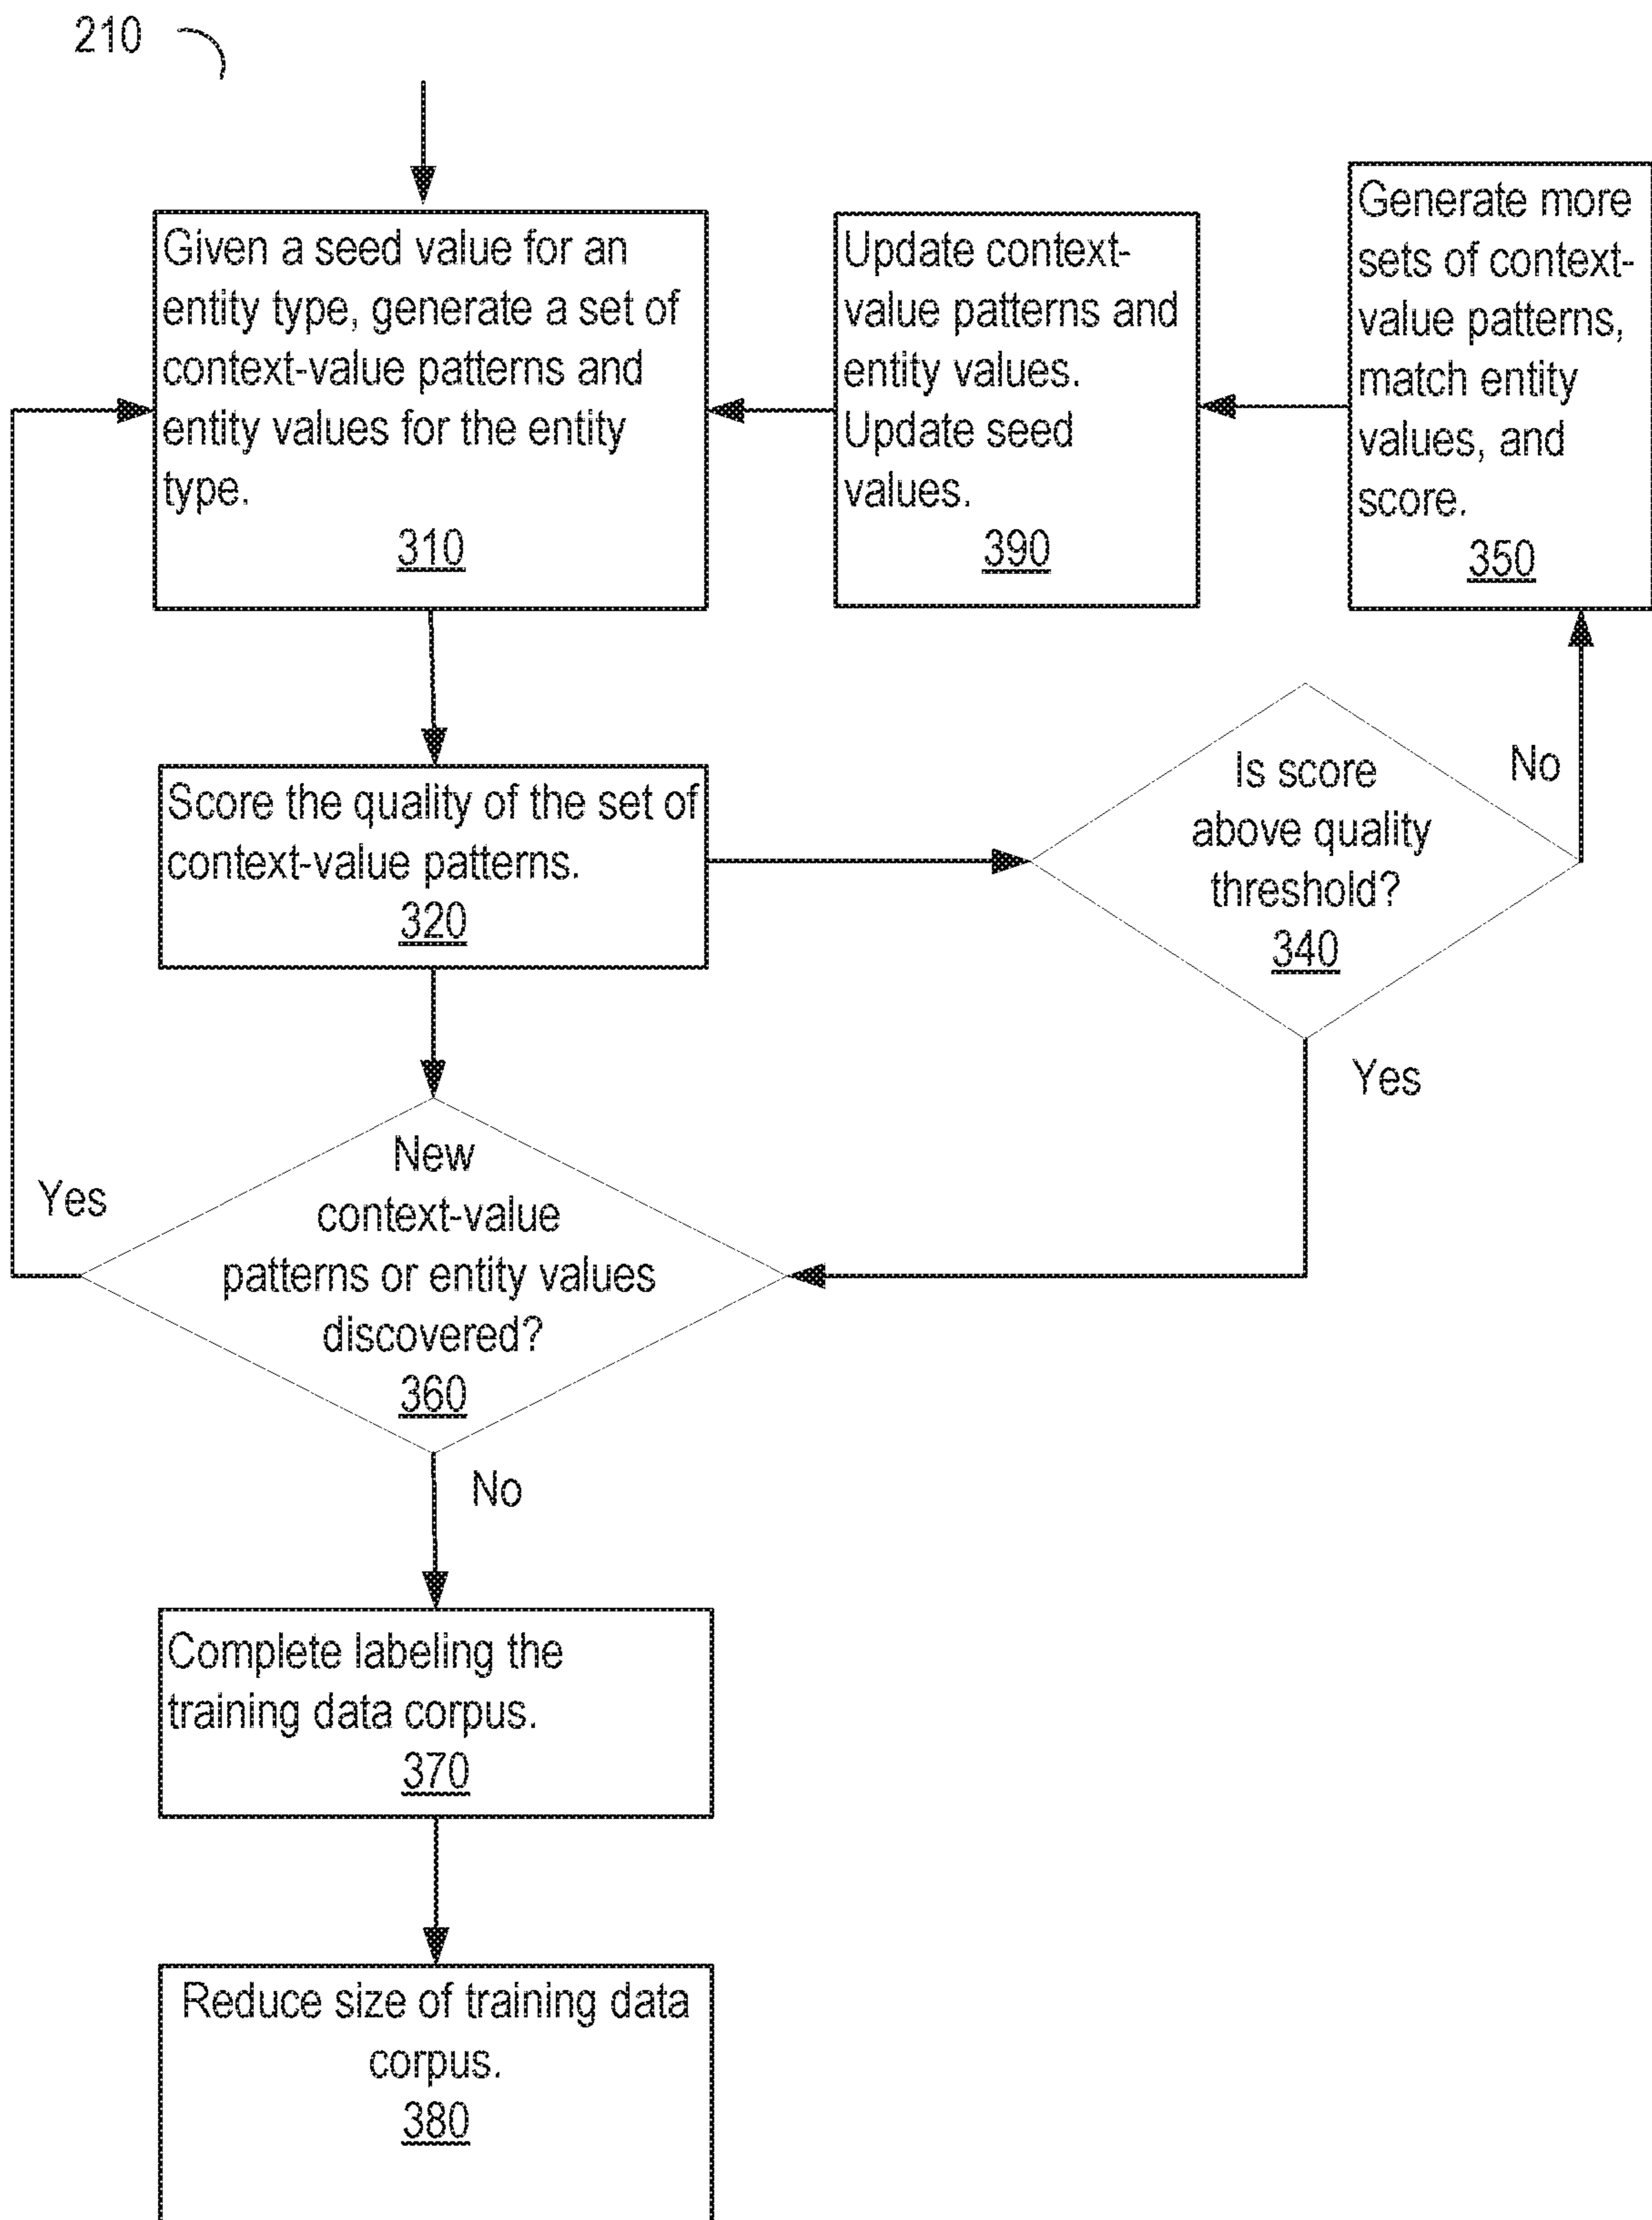 210
Given a seed value for an
entity type, generate a set of
context-value patterns and
entity values for the entity
type.
310
Update context-
value patterns and
entity values.
Update seed
values.
390
Generate more
sets of context-
value patterns,
match entity
values, and
score.
350
Score the quality of the set of
context-value patterns.
320
Is score
above quality
threshold?
340
No
Yes
New
context-value
patterns or entity values
discovered?
360
Yes
No
Complete labeling the
training data corpus.
370
Reduce size of training data
corpus.
380